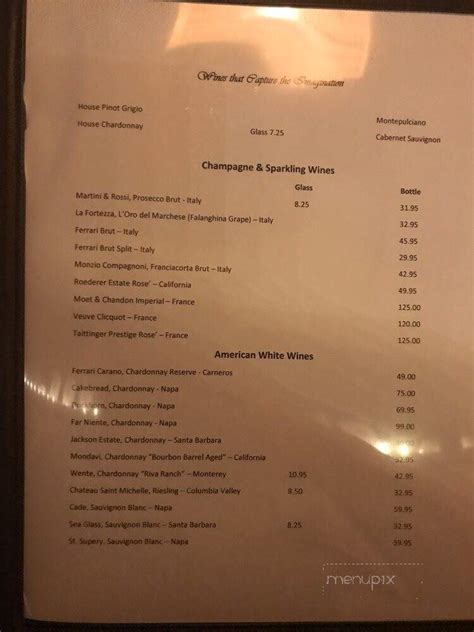 Wines that Capture the Imagination
House Pinot Grigio
Montepulciano
House Chardonnay
Glass 7.25
Cabernet Sauvignon
Champagne & Sparkling Wines
Glass Bottle
Martini & Rossi, Prosecco Brut - Italy 8.25 31.95
La Fortezza, L'Oro del Marchese (Falanghina Grape) – Italy 32.95
Ferrari Brut – Italy 45.95
Ferrari Brut Split – Italy 29.95
Monzio Compagnoni, Franciacorta Brut - Italy 42.95
Roederer Estate Rose' – California 49.95
Moet & Chandon Imperial – France 125.00
Veuve Clicquot – France 120.00
Taittinger Prestige Rose' – France 125.00
American White Wines
Ferrari Carano, Chardonnay Reserve - Carneros 49.00
Cakebread, Chardonnay - Napa 75.00
Chardonnay - Napa 69.95
Far Niente, Chardonnay - Napa 99.00
Jackson Estate, Chardonnay – Santa Barbara
Mondavi, Chardonnay "Bourbon Barrel Aged" – California 32.95
Wente, Chardonnay "Riva Ranch" – Monterey 10.95 42.95
Chateau Saint Michelle, Riesling – Columbia Valley 8.50 32.95
Cade, Sauvignon Blanc – Napa 59.95
Sea Glass, Sauvignon Blanc – Santa Barbara 8.25 32.95
St. Supery, Sauvignon Blanc – Napa 39.95
menupix